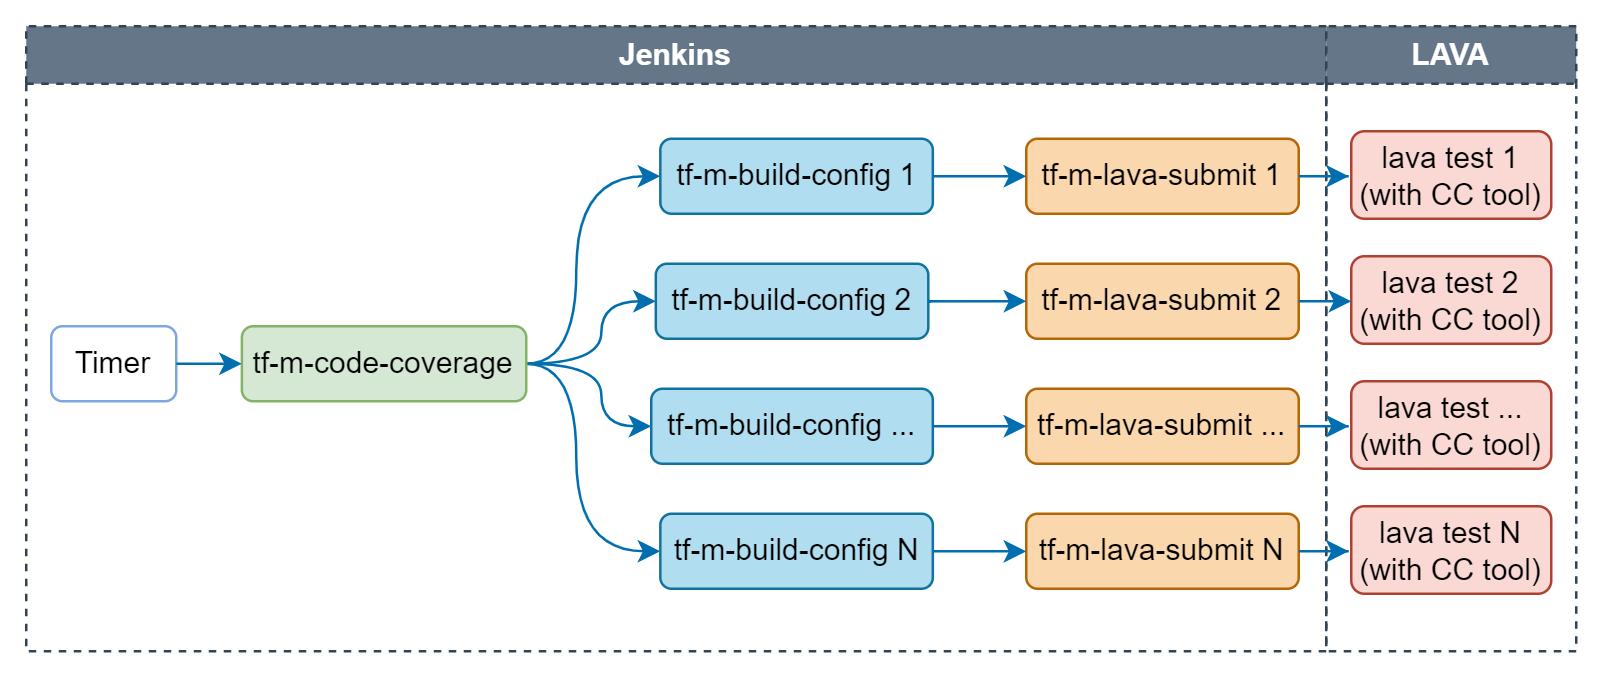 Jenkins
LAVA
Timer
tf-m-code-coverage
tf-m-build-config 1
tf-m-lava-submit 1
lava test 1
(with CC tool)
tf-m-build-config 2
tf-m-lava-submit 2
lava test 2
(with CC tool)
tf-m-build-config ...
tf-m-lava-submit ...
lava test ...
(with CC tool)
tf-m-build-config N
tf-m-lava-submit N
lava test N
(with CC tool)